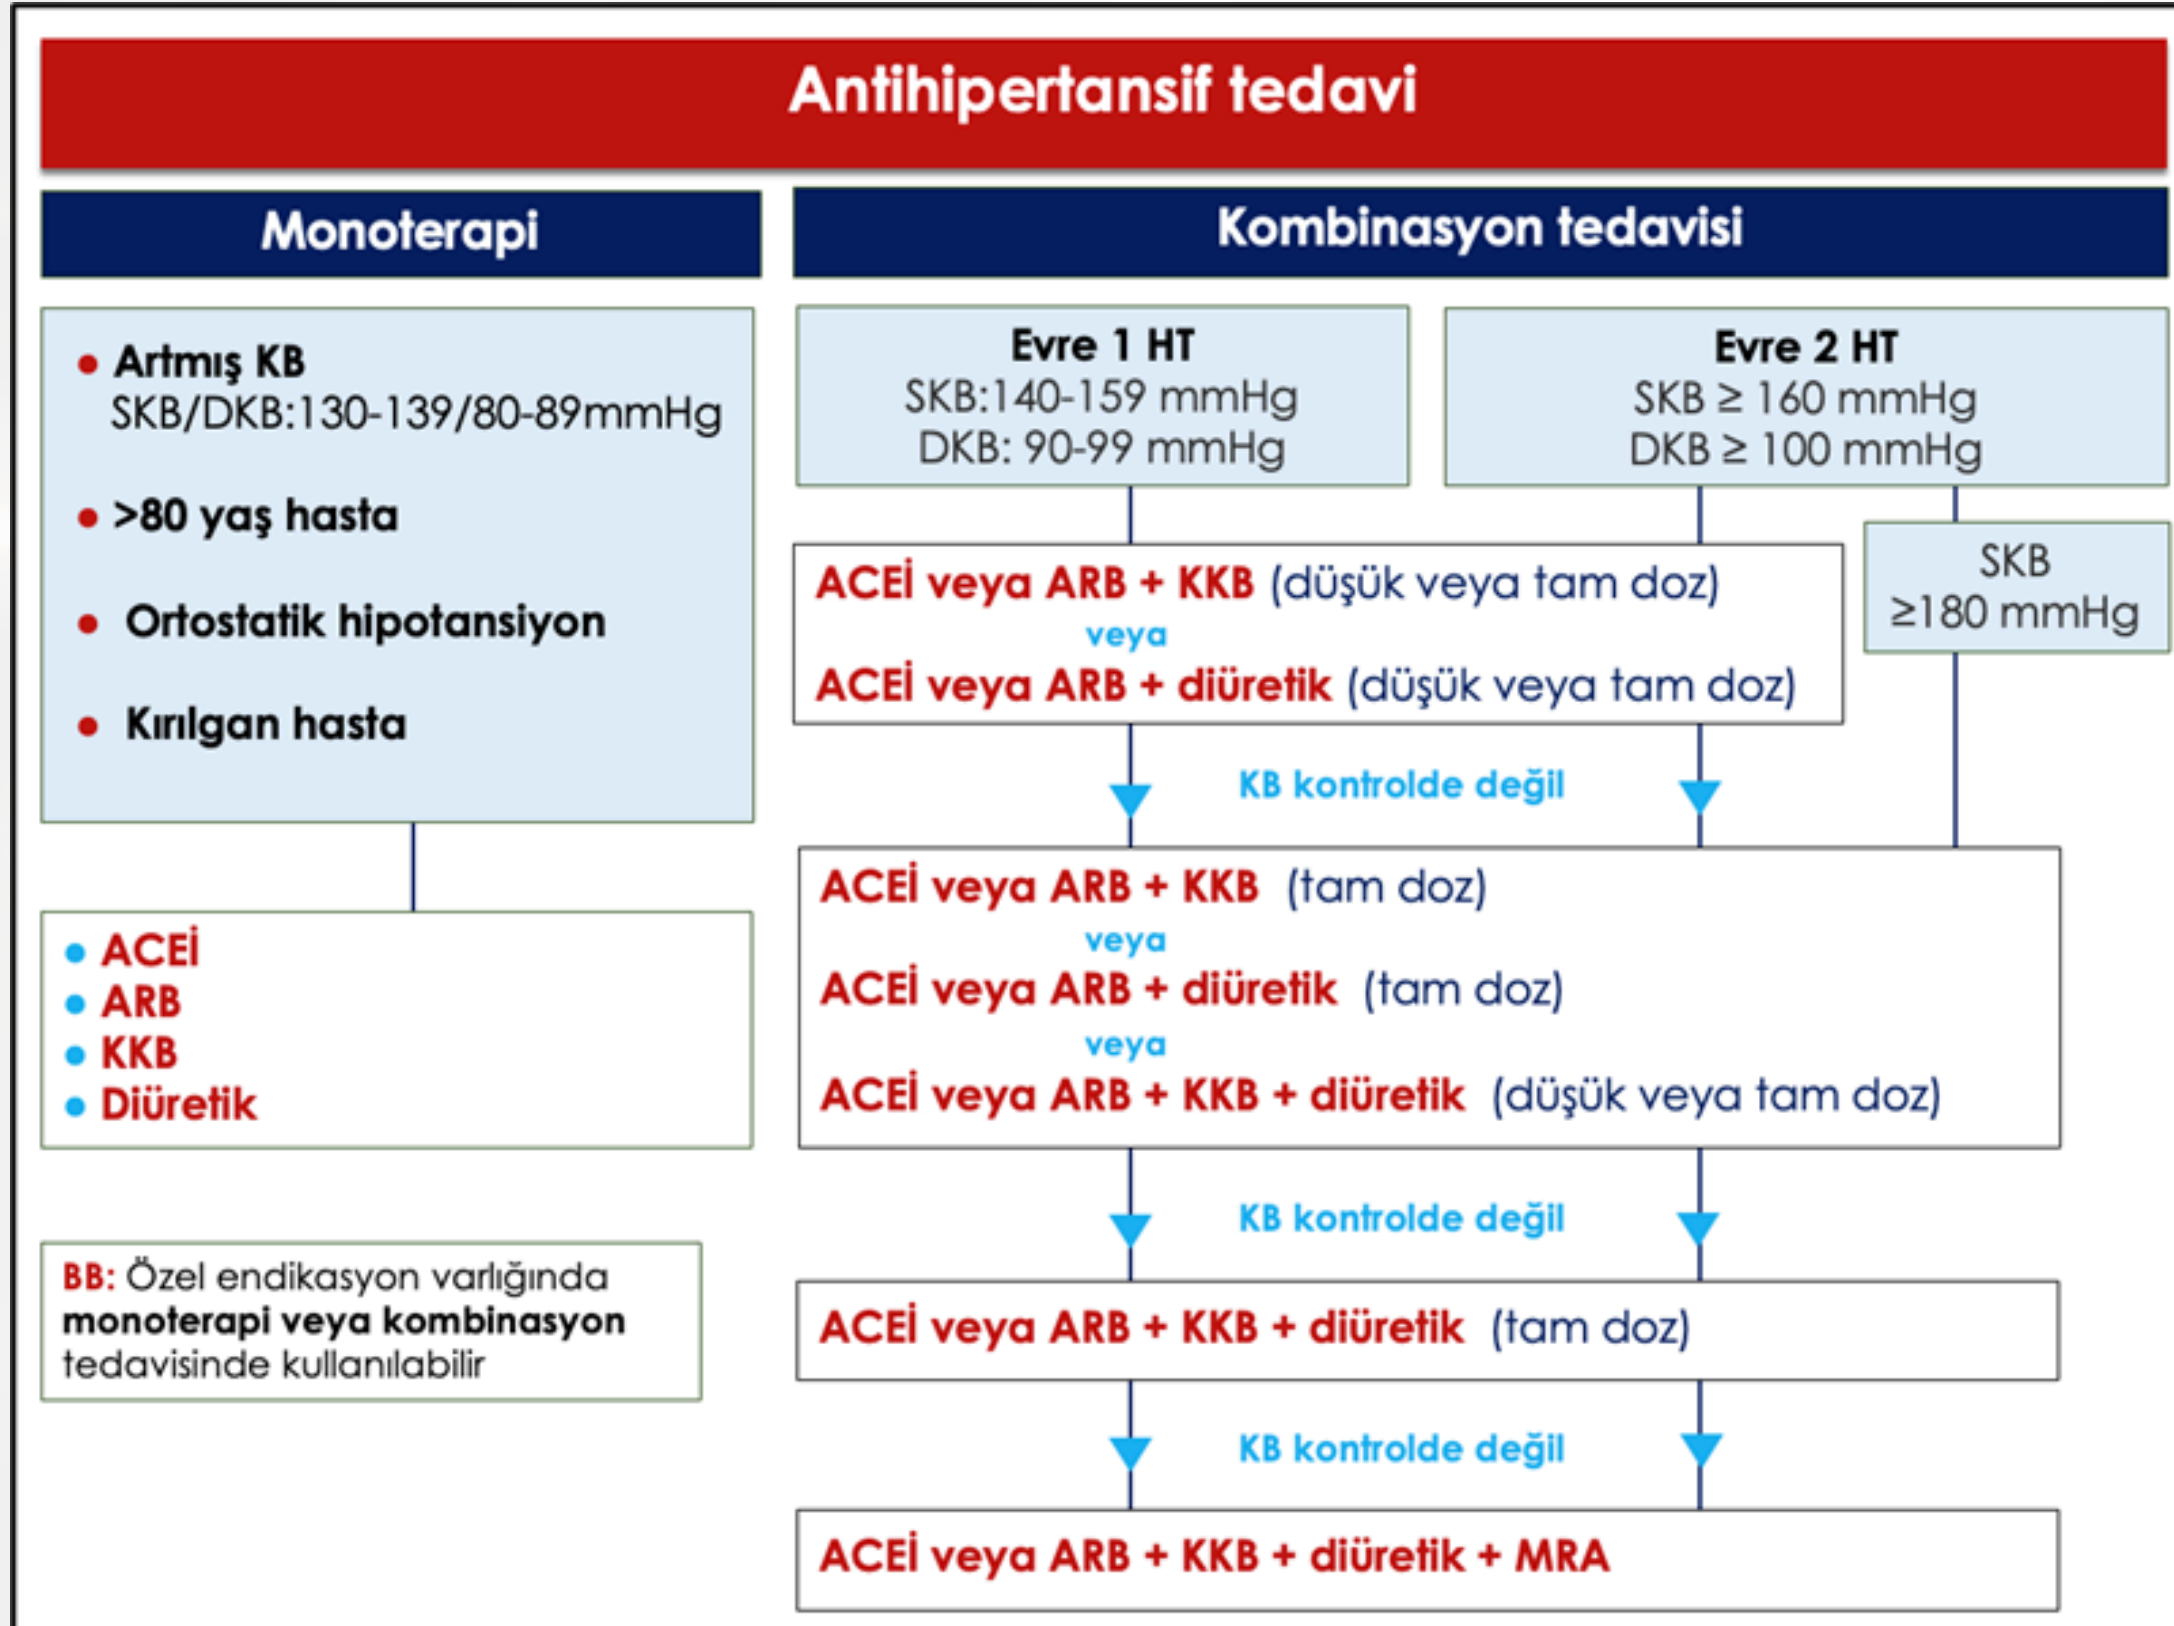 Antihipertansif tedavi
Monoterapi
• Artmış KB
SKB/DKB:130-139/80-89mmHg
• >80 yaş hasta
• Ortostatik hipotansiyon
• Kırılgan hasta
• ACEİ
• ARB
• KKB
• Diüretik
BB: Özel endikasyon varlığında
monoterapi veya kombinasyon
tedavisinde kullanılabilir
Kombinasyon tedavisi
Evre 1 HT
SKB:140-159 mmHg
DKB: 90-99 mmHg
Evre 2 HT
SKB ≥ 160 mmHg
DKB ≥ 100 mmHg
SKB
≥180 mmHg
ACEİ veya ARB + KKB (düşük veya tam doz)
veya
ACEİ veya ARB + diüretik (düşük veya tam doz)
KB kontrolde değil
ACEİ veya ARB + KKB (tam doz)
veya
ACEİ veya ARB + diüretik (tam doz)
veya
ACEİ veya ARB + KKB + diüretik (düşük veya tam doz)
KB kontrolde değil
ACEİ veya ARB + KKB + diüretik (tam doz)
KB kontrolde değil
ACEİ veya ARB + KKB + diüretik + MRA